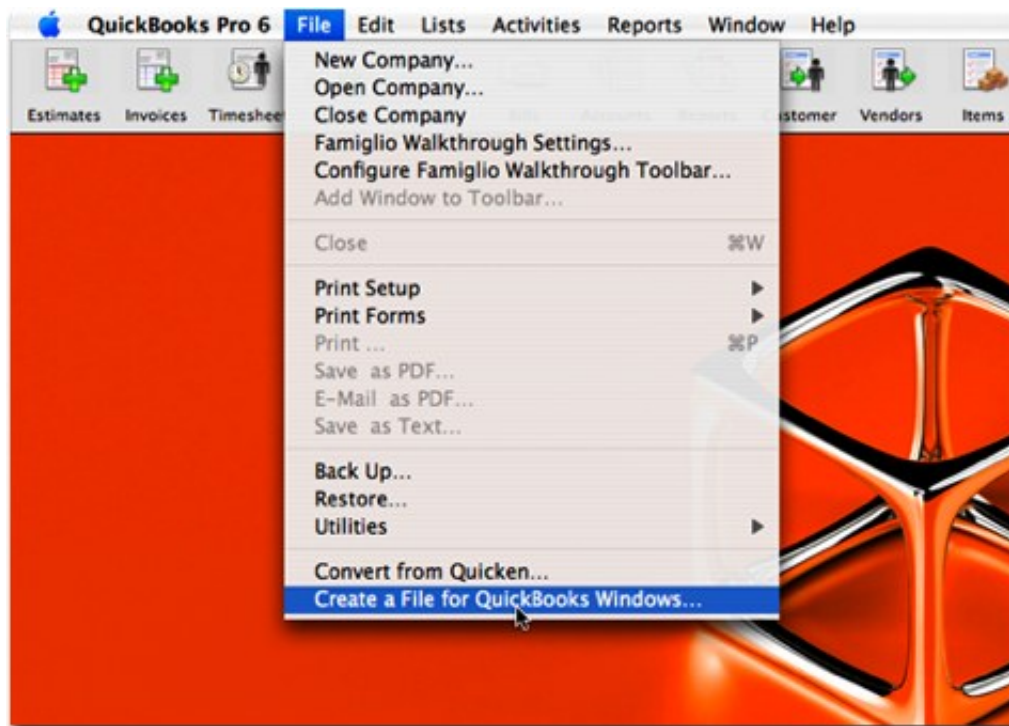 QuickBooks Pro 6 File Edit Lists Activities Reports Window Help
Estimates Invoices Vendors Items
New Company...
Open Company...
Close Company
Famiglio Walkthrough Settings...
Configure Famiglio Walkthrough Toolbar...
Add Window to Toolbar...
Close ⌘W
Print Setup
Print Forms
Print ... ⌘P
Save as PDF...
E-Mail as PDF...
Save as Text...
Back Up...
Restore...
Utilities
Convert from Quicken...
Create a File for QuickBooks Windows...